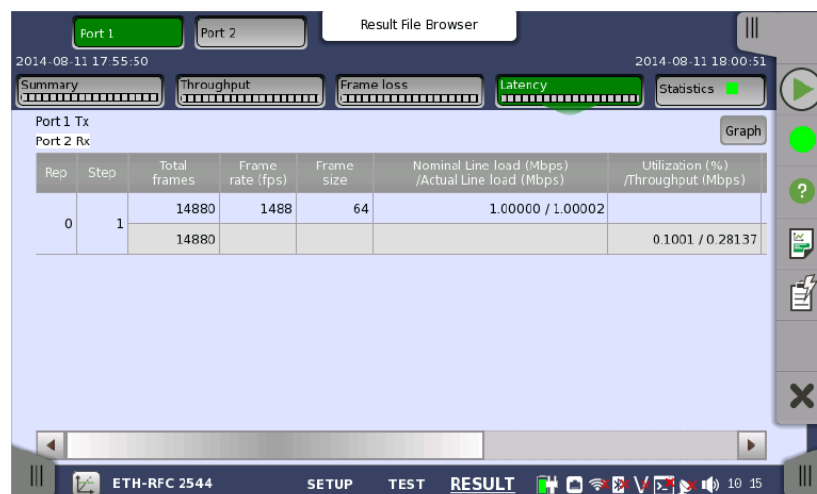 Result File Browser
Port 1
Port 2
2014-08-11 17:55:50
2014-08-11 18:00:51
Summary
Throughput
Frame loss
Latency
Statistics
Port 1 Tx
Port 2 Rx
Graph
Rep Step Total frames Frame rate (fps) Frame size Nominal Line load (Mbps) /Actual Line load (Mbps) Utilization (%) /Throughput (Mbps)
0 1 14880 1488 64 1.00000 / 1.00002
14880 0.1001 / 0.28137
ETH-RFC 2544
SETUP
TEST
RESULT
10 15